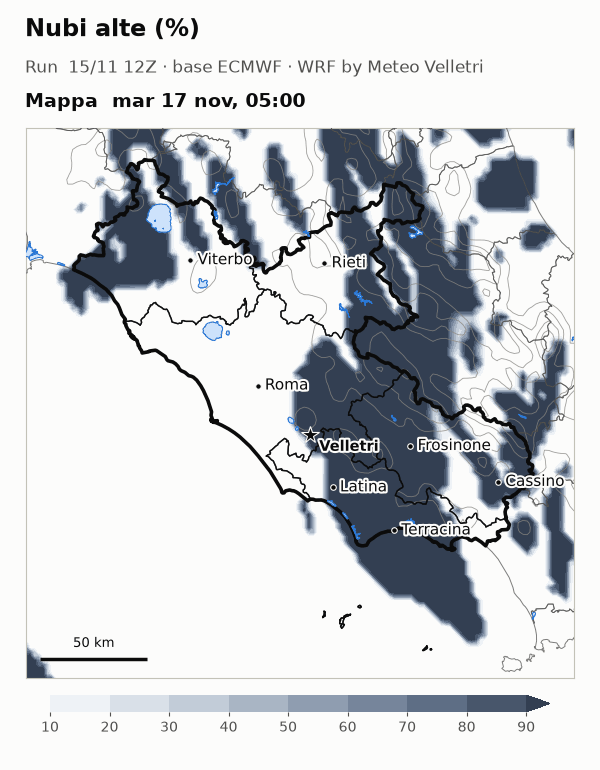 Nubi alte (%)
Run  15/11 12Z · base ECMWF · WRF by Meteo Velletri
Mappa  mar 17 nov, 05:00
Viterbo
Rieti
Roma
Velletri
Frosinone
Latina
Cassino
Terracina
50 km
10 20 30 40 50 60 70 80 90